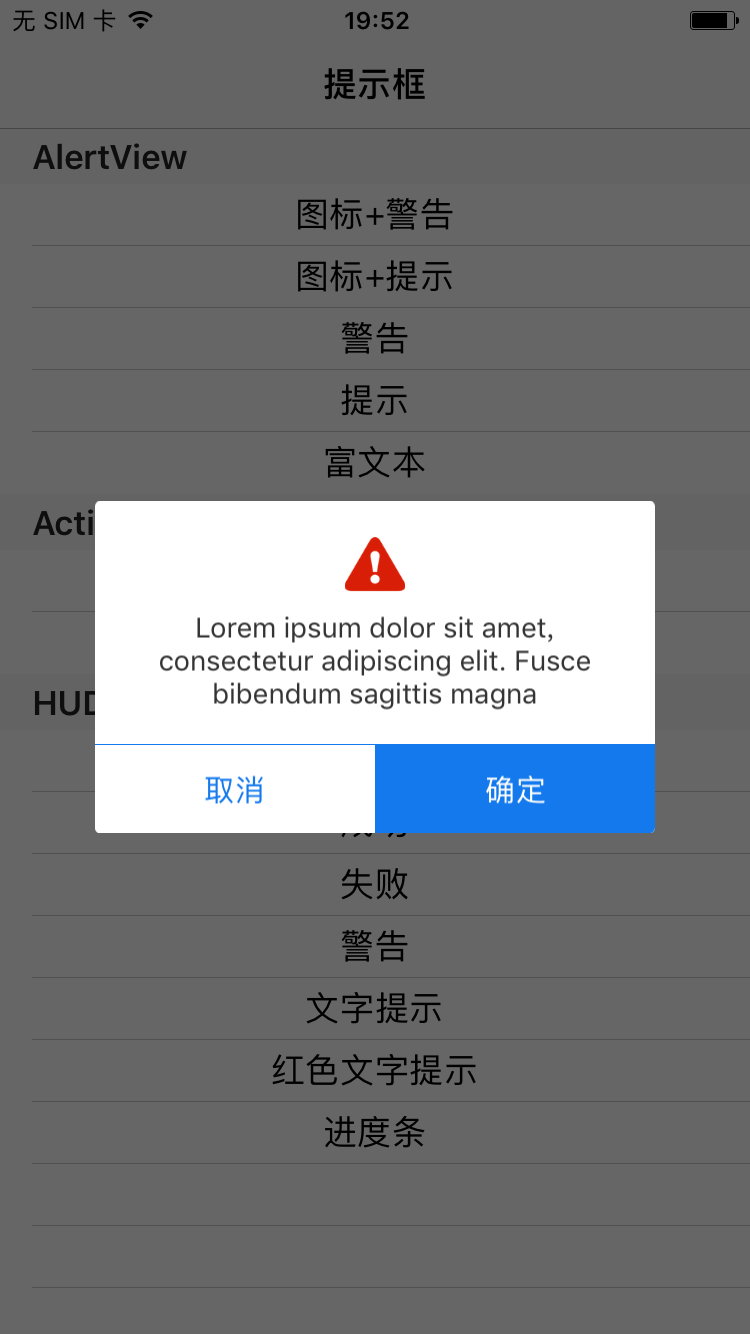 无 SIM 卡
19:52
提示框
AlertView
图标+警告
图标+提示
警告
提示
富文本
Acti
Lorem ipsum dolor sit amet,
consectetur adipiscing elit. Fusce
bibendum sagittis magna
HUD
取消
确定
失败
警告
文字提示
红色文字提示
进度条